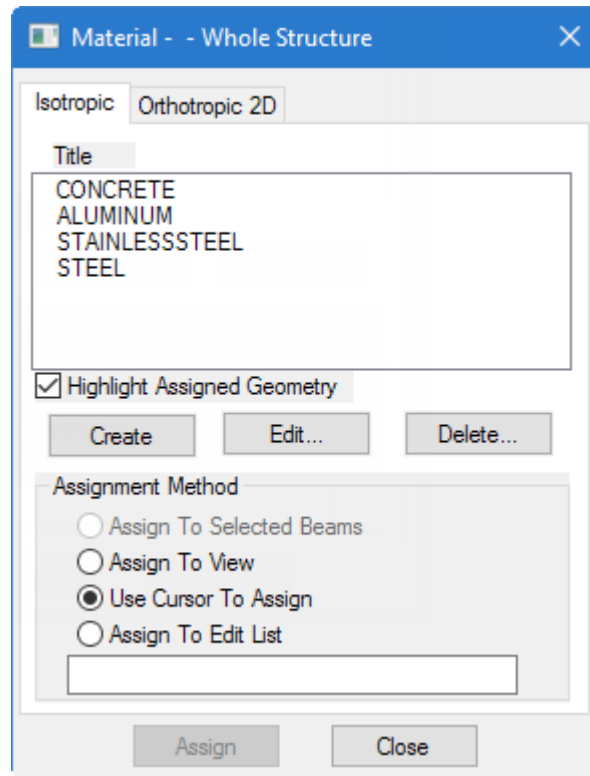 Material - - Whole Structure
Isotropic
Orthotropic 2D
Title
CONCRETE
ALUMINUM
STAINLESSSTEEL
STEEL
Highlight Assigned Geometry
Create
Edit...
Delete...
Assignment Method
Assign To Selected Beams
Assign To View
Use Cursor To Assign
Assign To Edit List
Assign
Close